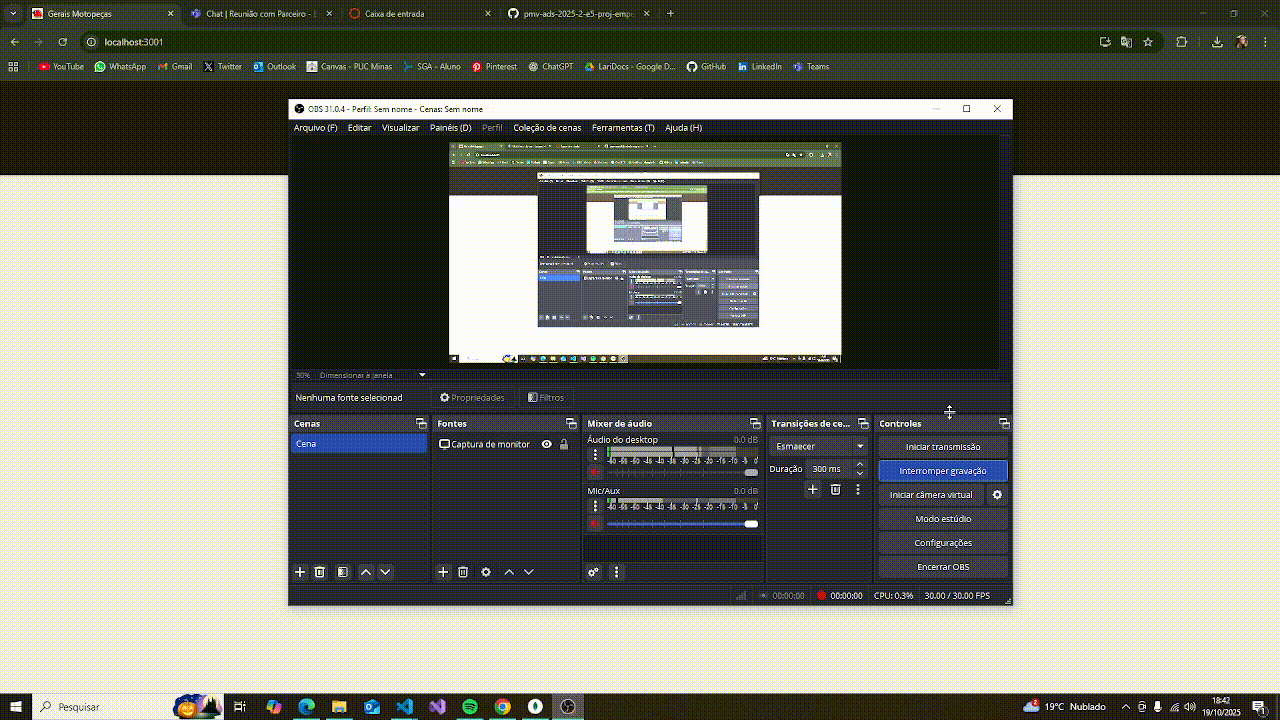 Gerais Motopeças
Chat | Reunião com Parceiro - L
Caixa de entrada
pmv-ads-2025-2-e5-proj-emp
localhost:3001
YouTube
WhatsApp
Gmail
Twitter
Outlook
Canvas - PUC Minas
SGA - Aluno
Pinterest
ChatGPT
LariDocs - Google D...
GitHub
LinkedIn
Teams
OBS 31.0.4 - Perfil: Sem nome - Cenas: Sem nome
Arquivo (F) Editar Visualizar Painéis (D) Perfil Coleção de cenas Ferramentas (T) Ajuda (H)
30% Dimensionar à janela
Nenhuma fonte selecionad Propriedades Filtros
Cenas
Cena
Fontes
Captura de monitor
Mixer de áudio
Áudio do desktop 0.0 dB
-60 -55 -50 -45 -40 -35 -30 -25 -20 -15 -10 -5 0
Mic/Aux 0.0 dB
-60 -55 -50 -45 -40 -35 -30 -25 -20 -15 -10 -5 0
Transições de ce...
Esmaecer
Duração 300 ms
Controles
Iniciar transmissão
Interromper gravação
Iniciar câmera virtual
Modo estúdio
Configurações
Encerrar OBS
00:00:00 00:00:00 CPU: 0.3% 30.00 / 30.00 FPS
Pesquisar
2
19°C Nublado
18:42
19/10/2025